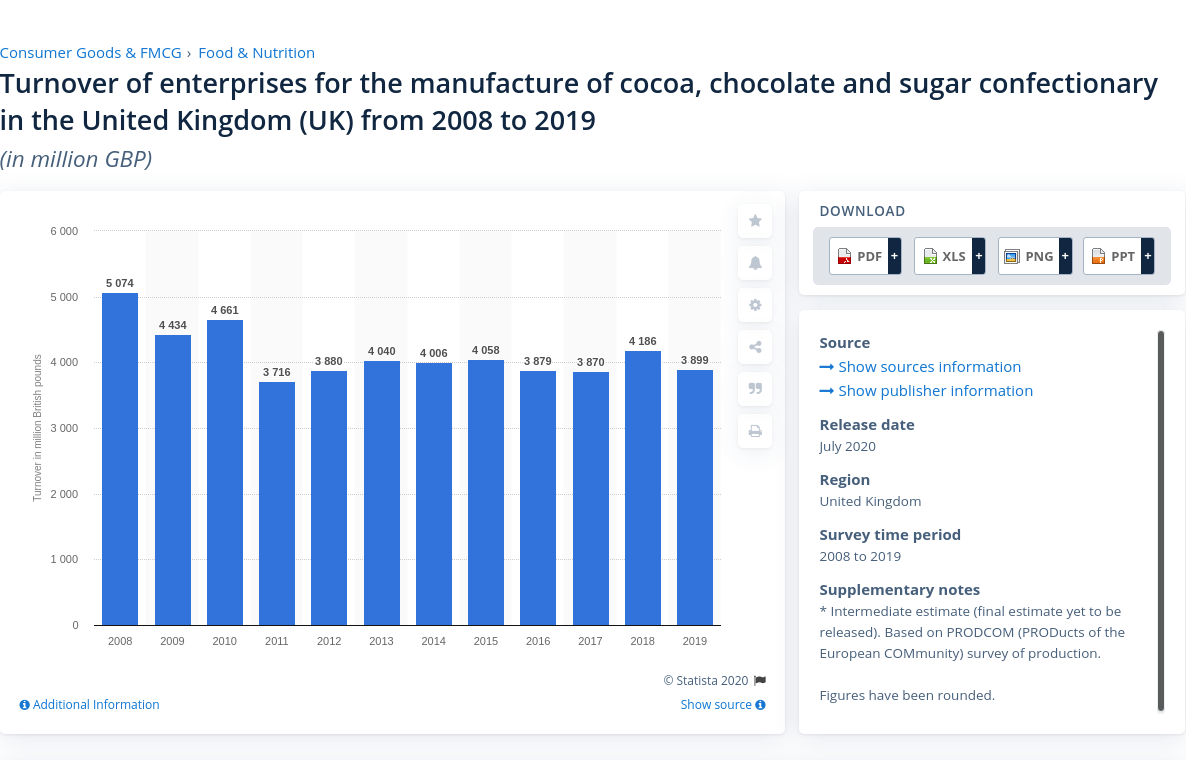 Consumer Goods & FMCG › Food & Nutrition
Turnover of enterprises for the manufacture of cocoa, chocolate and sugar confectionary
in the United Kingdom (UK) from 2008 to 2019
(in million GBP)
Turnover in million British pounds
6 000
5 000
4 000
3 000
2 000
1 000
0
5 074
4 434
4 661
3 716
3 880
4 040
4 006
4 058
3 879
3 870
4 186
3 899
2008 2009 2010 2011 2012 2013 2014 2015 2016 2017 2018 2019
© Statista 2020
Additional Information
Show source
DOWNLOAD
PDF + XLS + PNG + PPT +
Source
Show sources information
Show publisher information
Release date
July 2020
Region
United Kingdom
Survey time period
2008 to 2019
Supplementary notes
* Intermediate estimate (final estimate yet to be
released). Based on PRODCOM (PRODucts of the
European COMmunity) survey of production.
Figures have been rounded.